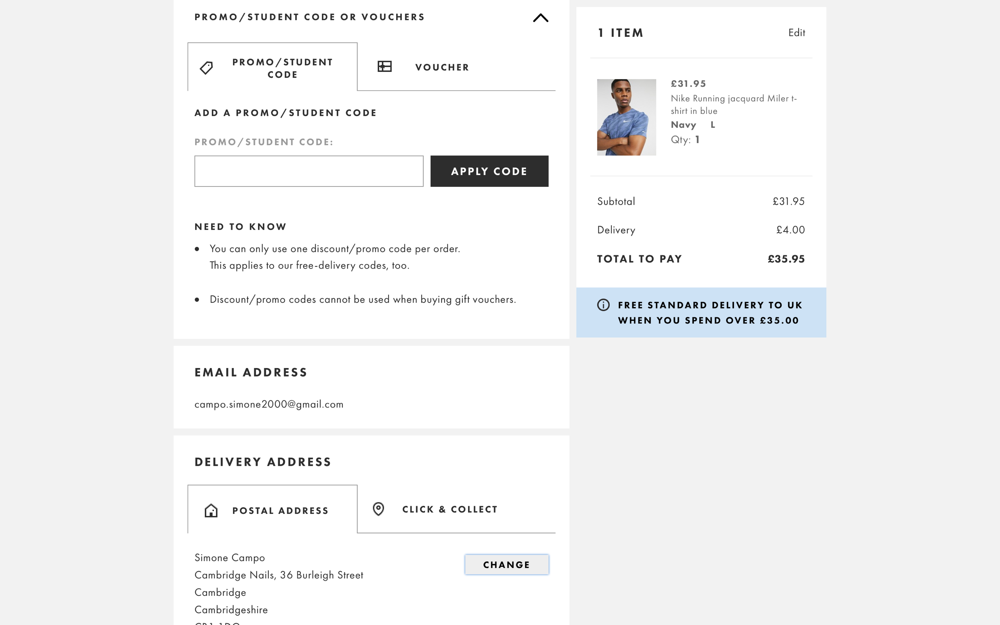 PROMO/STUDENT CODE OR VOUCHERS
PROMO/STUDENT
CODE
VOUCHER
ADD A PROMO/STUDENT CODE
PROMO/STUDENT CODE:
APPLY CODE
NEED TO KNOW
You can only use one discount/promo code per order.
This applies to our free-delivery codes, too.
Discount/promo codes cannot be used when buying gift vouchers.
EMAIL ADDRESS
campo.simone2000@gmail.com
DELIVERY ADDRESS
POSTAL ADDRESS
CLICK & COLLECT
Simone Campo
CHANGE
Cambridge Nails, 36 Burleigh Street
Cambridge
Cambridgeshire
1 ITEM
Edit
£31.95
Nike Running jacquard Miler t-
shirt in blue
Navy L
Qty: 1
Subtotal £31.95
Delivery £4.00
TOTAL TO PAY £35.95
FREE STANDARD DELIVERY TO UK
WHEN YOU SPEND OVER £35.00